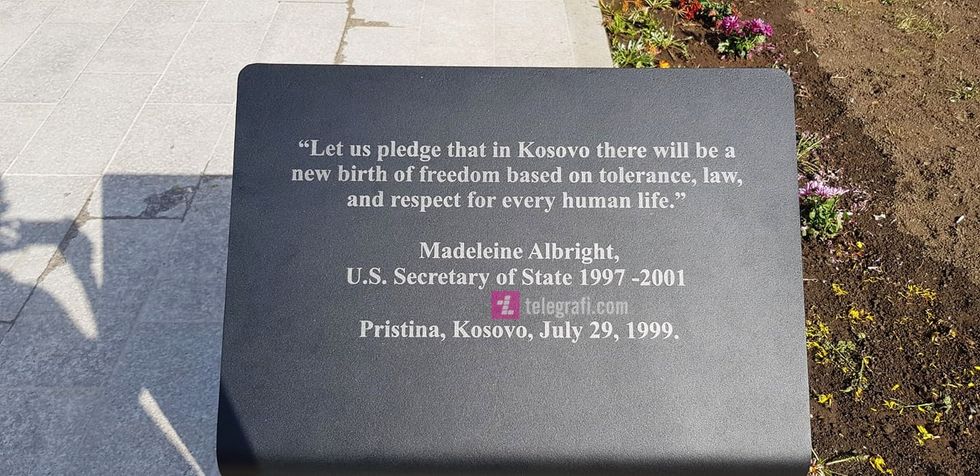 “Let us pledge that in Kosovo there will be a
new birth of freedom based on tolerance, law,
and respect for every human life.”
Madeleine Albright,
U.S. Secretary of State 1997 -2001
telegrafi.com
Pristina, Kosovo, July 29, 1999.